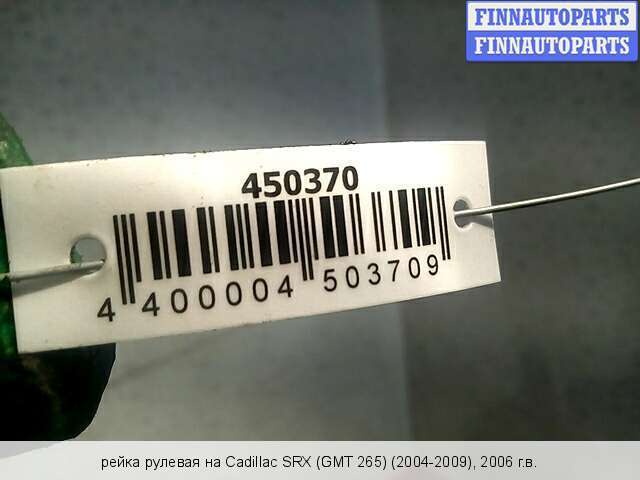 FINNAUTOPARTS
FINNAUTOPARTS
450370
4 400004 503709
рейка рулевая на Cadillac SRX (GMT 265) (2004-2009), 2006 г.в.